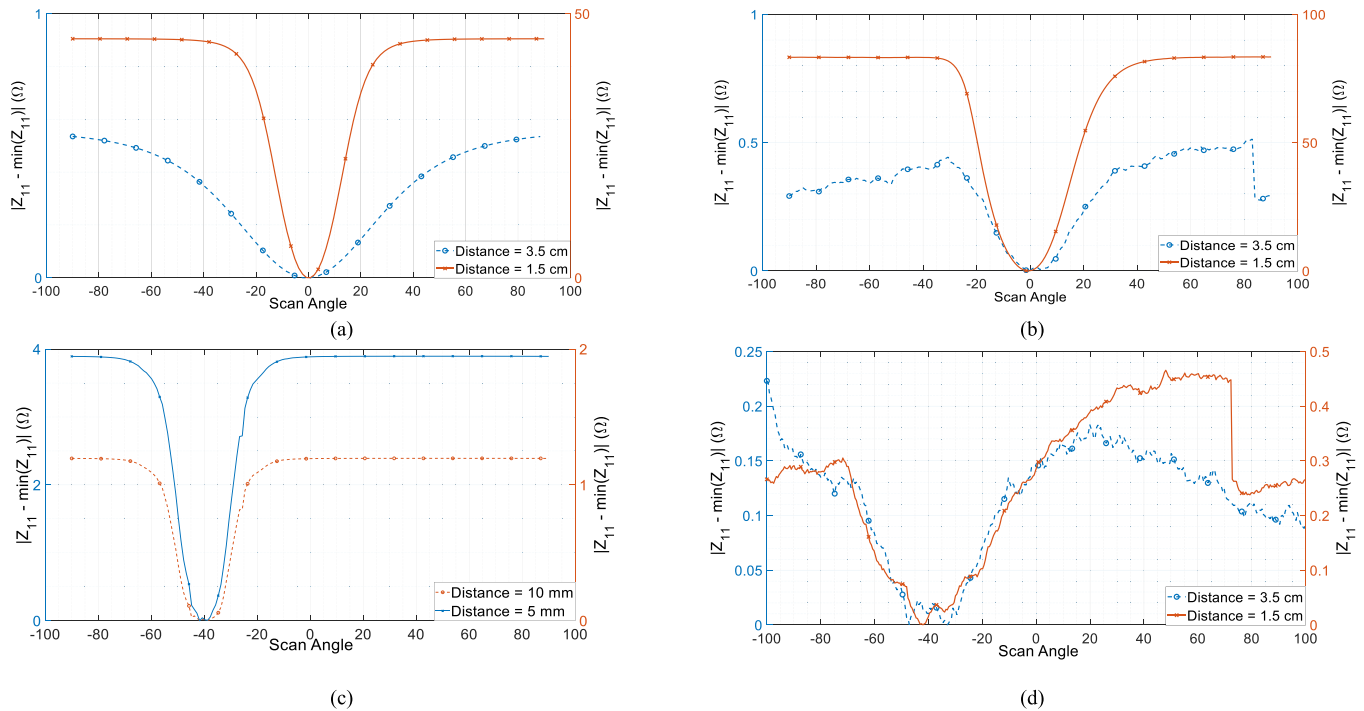 |Z11 - min(Z11)| (Ω)
1
0.5
0
50
0
|Z11 - min(Z11)| (Ω)
Distance = 3.5 cm
Distance = 1.5 cm
-100 -80 -60 -40 -20 0 20 40 60 80 100
Scan Angle
(a)
|Z11 - min(Z11)| (Ω)
1
0.5
0
100
50
0
|Z11 - min(Z11)| (Ω)
Distance = 3.5 cm
Distance = 1.5 cm
-100 -80 -60 -40 -20 0 20 40 60 80 100
Scan Angle
(b)
|Z11 - min(Z11)| (Ω)
4
2
0
2
1
0
|Z11 - min(Z11)| (Ω)
Distance = 10 mm
Distance = 5 mm
-100 -80 -60 -40 -20 0 20 40 60 80 100
Scan Angle
(c)
|Z11 - min(Z11)| (Ω)
0.25
0.2
0.15
0.1
0.05
0
0.5
0.4
0.3
0.2
0.1
0
|Z11 - min(Z11)| (Ω)
Distance = 3.5 cm
Distance = 1.5 cm
-100 -80 -60 -40 -20 0 20 40 60 80 100
Scan Angle
(d)